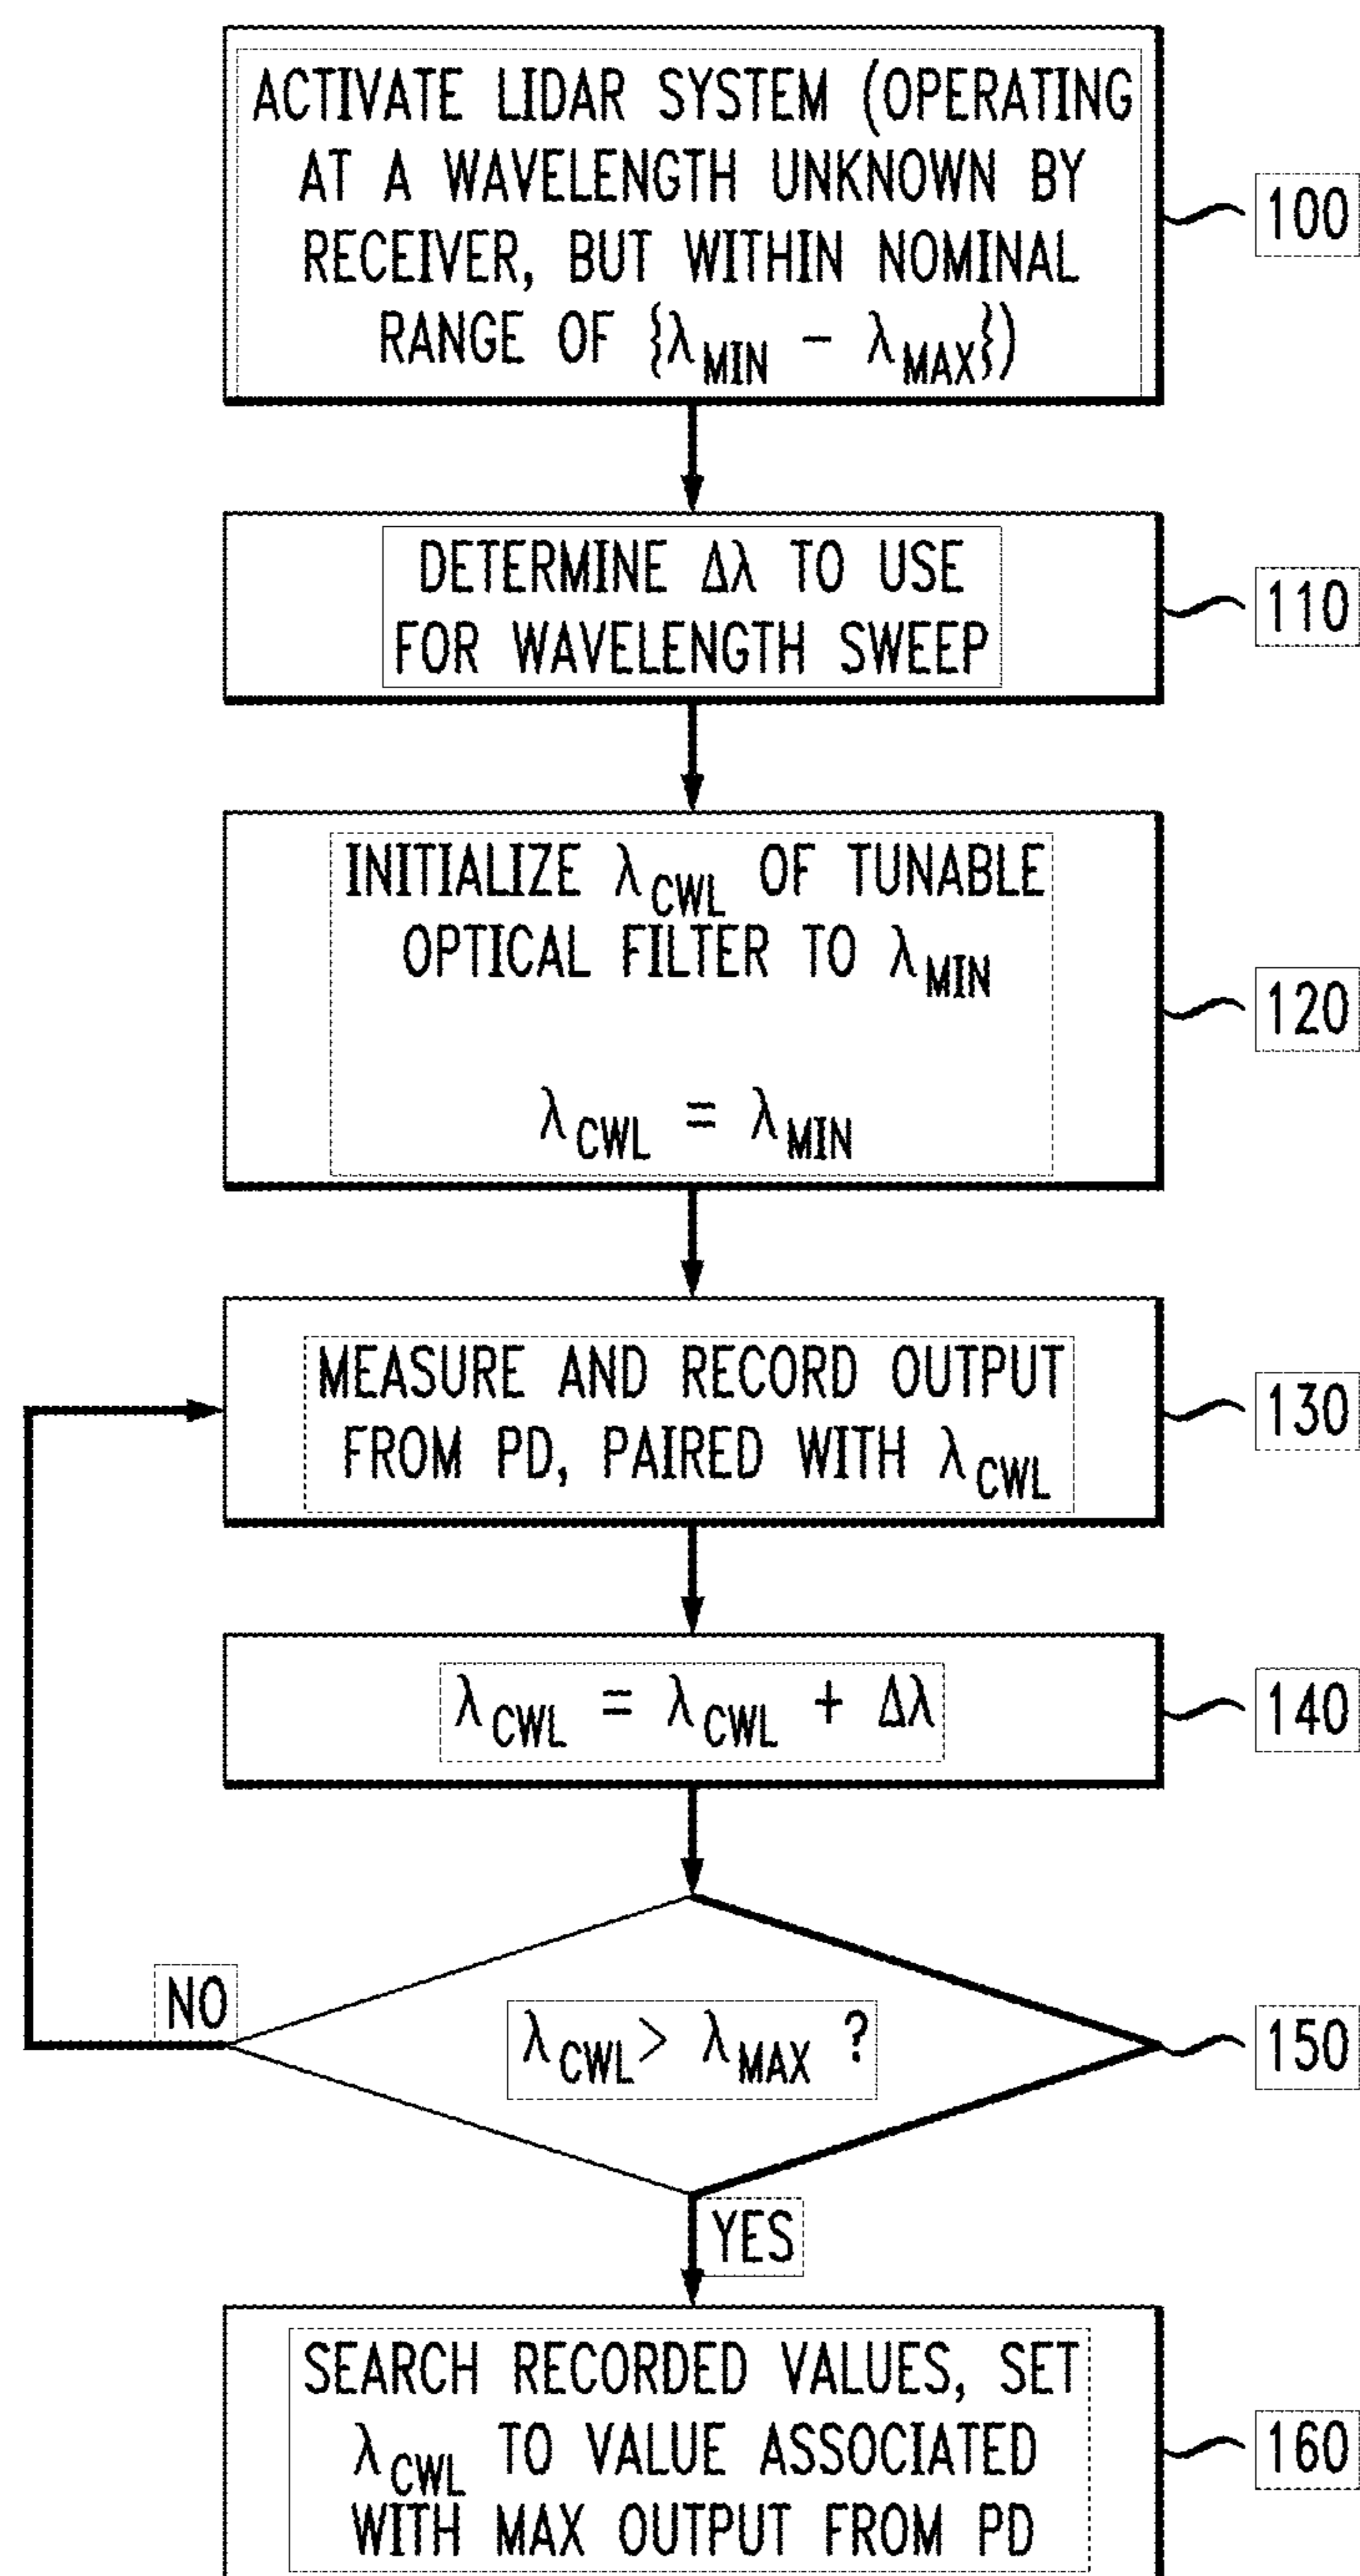 ACTIVATE LIDAR SYSTEM (OPERATING
AT A WAVELENGTH UNKNOWN BY
RECEIVER, BUT WITHIN NOMINAL
RANGE OF {λMIN - λMAX})
100
DETERMINE Δλ TO USE
FOR WAVELENGTH SWEEP
110
INITIALIZE λCWL OF TUNABLE
OPTICAL FILTER TO λMIN
λCWL = λMIN
120
MEASURE AND RECORD OUTPUT
FROM PD, PAIRED WITH λCWL
130
λCWL = λCWL + Δλ
140
NO
λCWL> λMAX ?
150
YES
SEARCH RECORDED VALUES, SET
λCWL TO VALUE ASSOCIATED
WITH MAX OUTPUT FROM PD
160